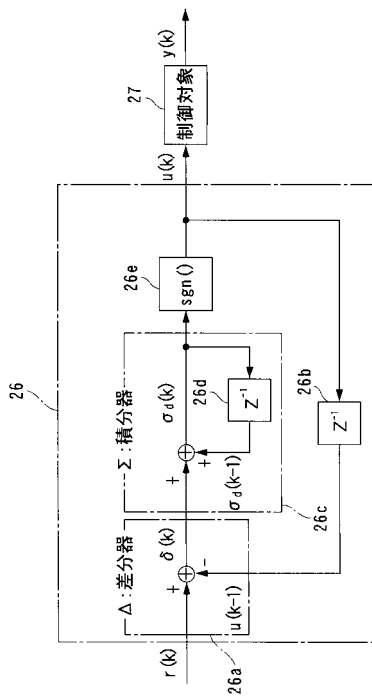 26
Δ:差分器
Σ:積分器
r(k)
+
-
δ(k)
u(k-1)
26a
+
+
σd(k)
σd(k-1)
Z⁻¹
26d
26c
sgn()
26e
Z⁻¹
26b
u(k)
制御対象
27
y(k)